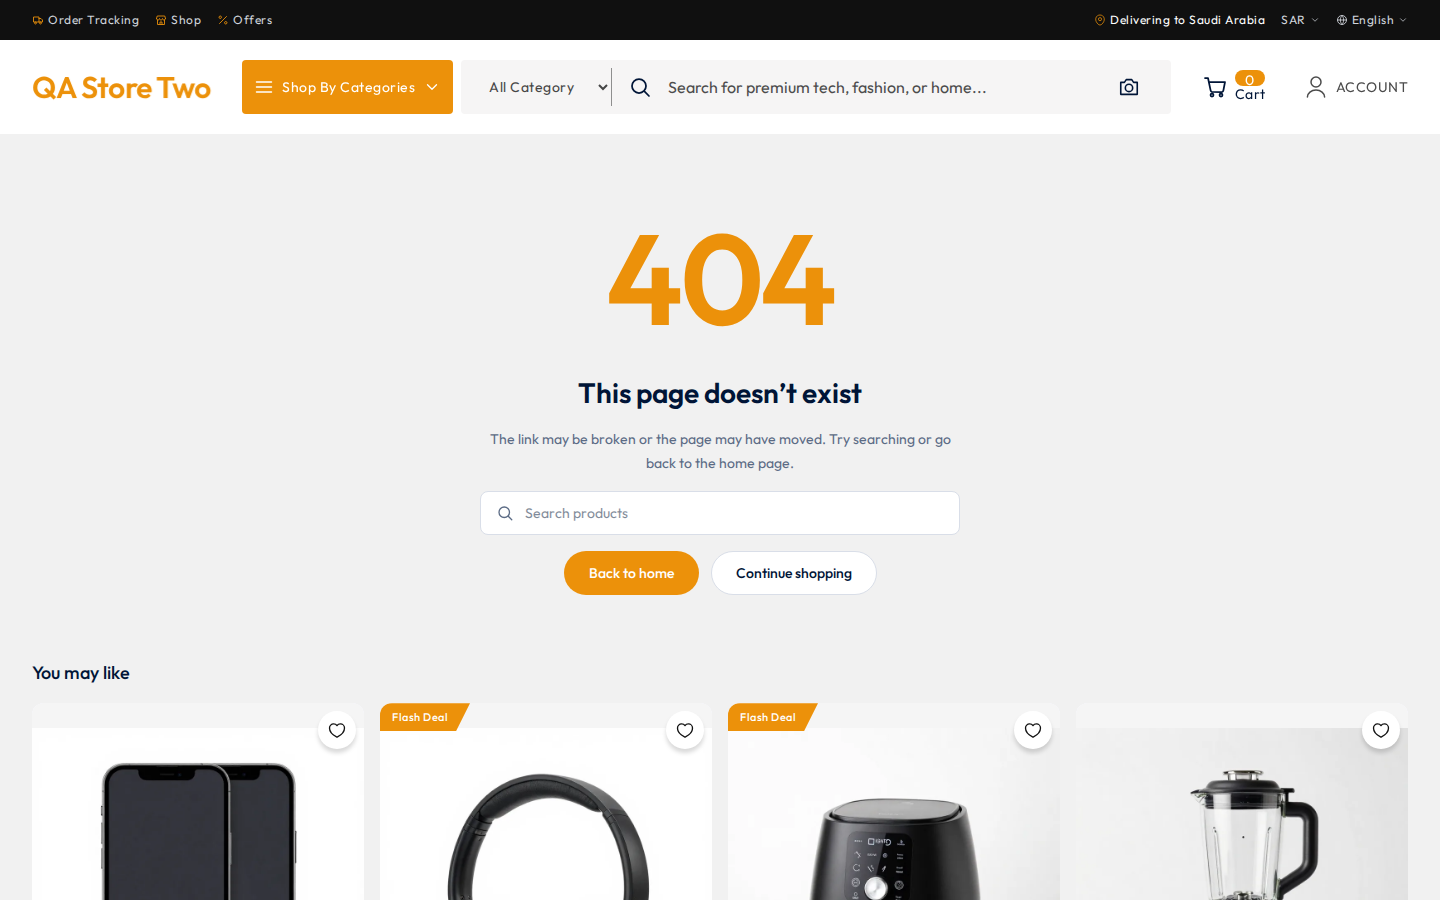 Order Tracking
Shop
Offers
Delivering to Saudi Arabia
SAR
English
QA Store Two
Shop By Categories
All Category
Search for premium tech, fashion, or home...
0
Cart
ACCOUNT
404
This page doesn’t exist
The link may be broken or the page may have moved. Try searching or go
back to the home page.
Search products
Back to home
Continue shopping
You may like
Flash Deal
Flash Deal